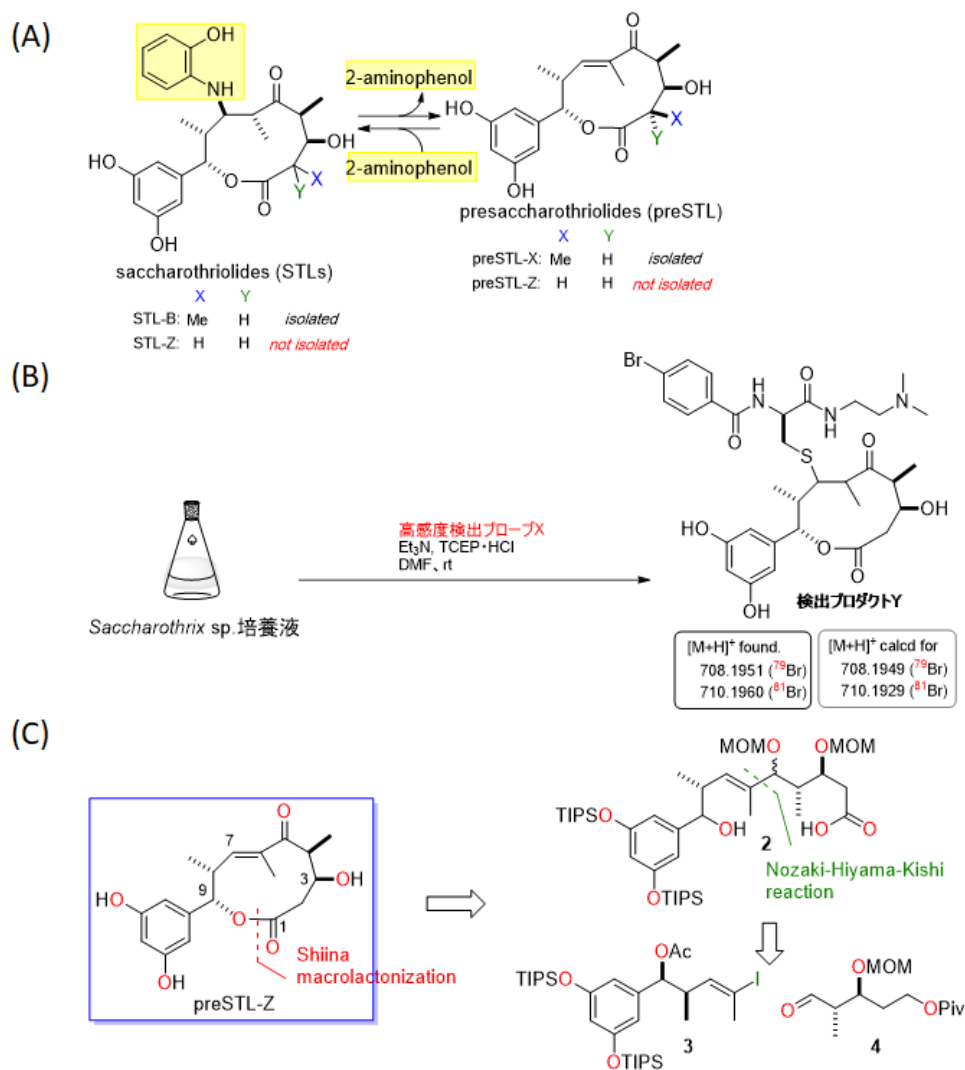 (A)
OH
NH
O
OH
HO
O
O
X
Y
OH
saccharothriolides (STLs)
X Y
STL-B: Me H isolated
STL-Z: H H not isolated
2-aminophenol
2-aminophenol
O
OH
HO
O
O
X
Y
OH
presaccharothriolides (preSTL)
X Y
preSTL-X: Me H isolated
preSTL-Z: H H not isolated
(B)
Saccharothrix sp.培養液
高感度検出プローブX
Et3N, TCEP・HCl
DMF、rt
Br
O
H
N
O
N
H
N
S
O
OH
HO
O
O
OH
検出プロダクトY
[M+H]+ found.
708.1951 (79Br)
710.1960 (81Br)
[M+H]+ calcd for
708.1949 (79Br)
710.1929 (81Br)
(C)
7
O
9
3
OH
HO
O
1
O
OH
Shiina
macrolactonization
preSTL-Z
MOMO OMOM
TIPSO
OH
HO
O
2
OTIPS
Nozaki-Hiyama-Kishi
reaction
OAc
TIPSO
I
OTIPS
3
OMOM
O
OPiv
4